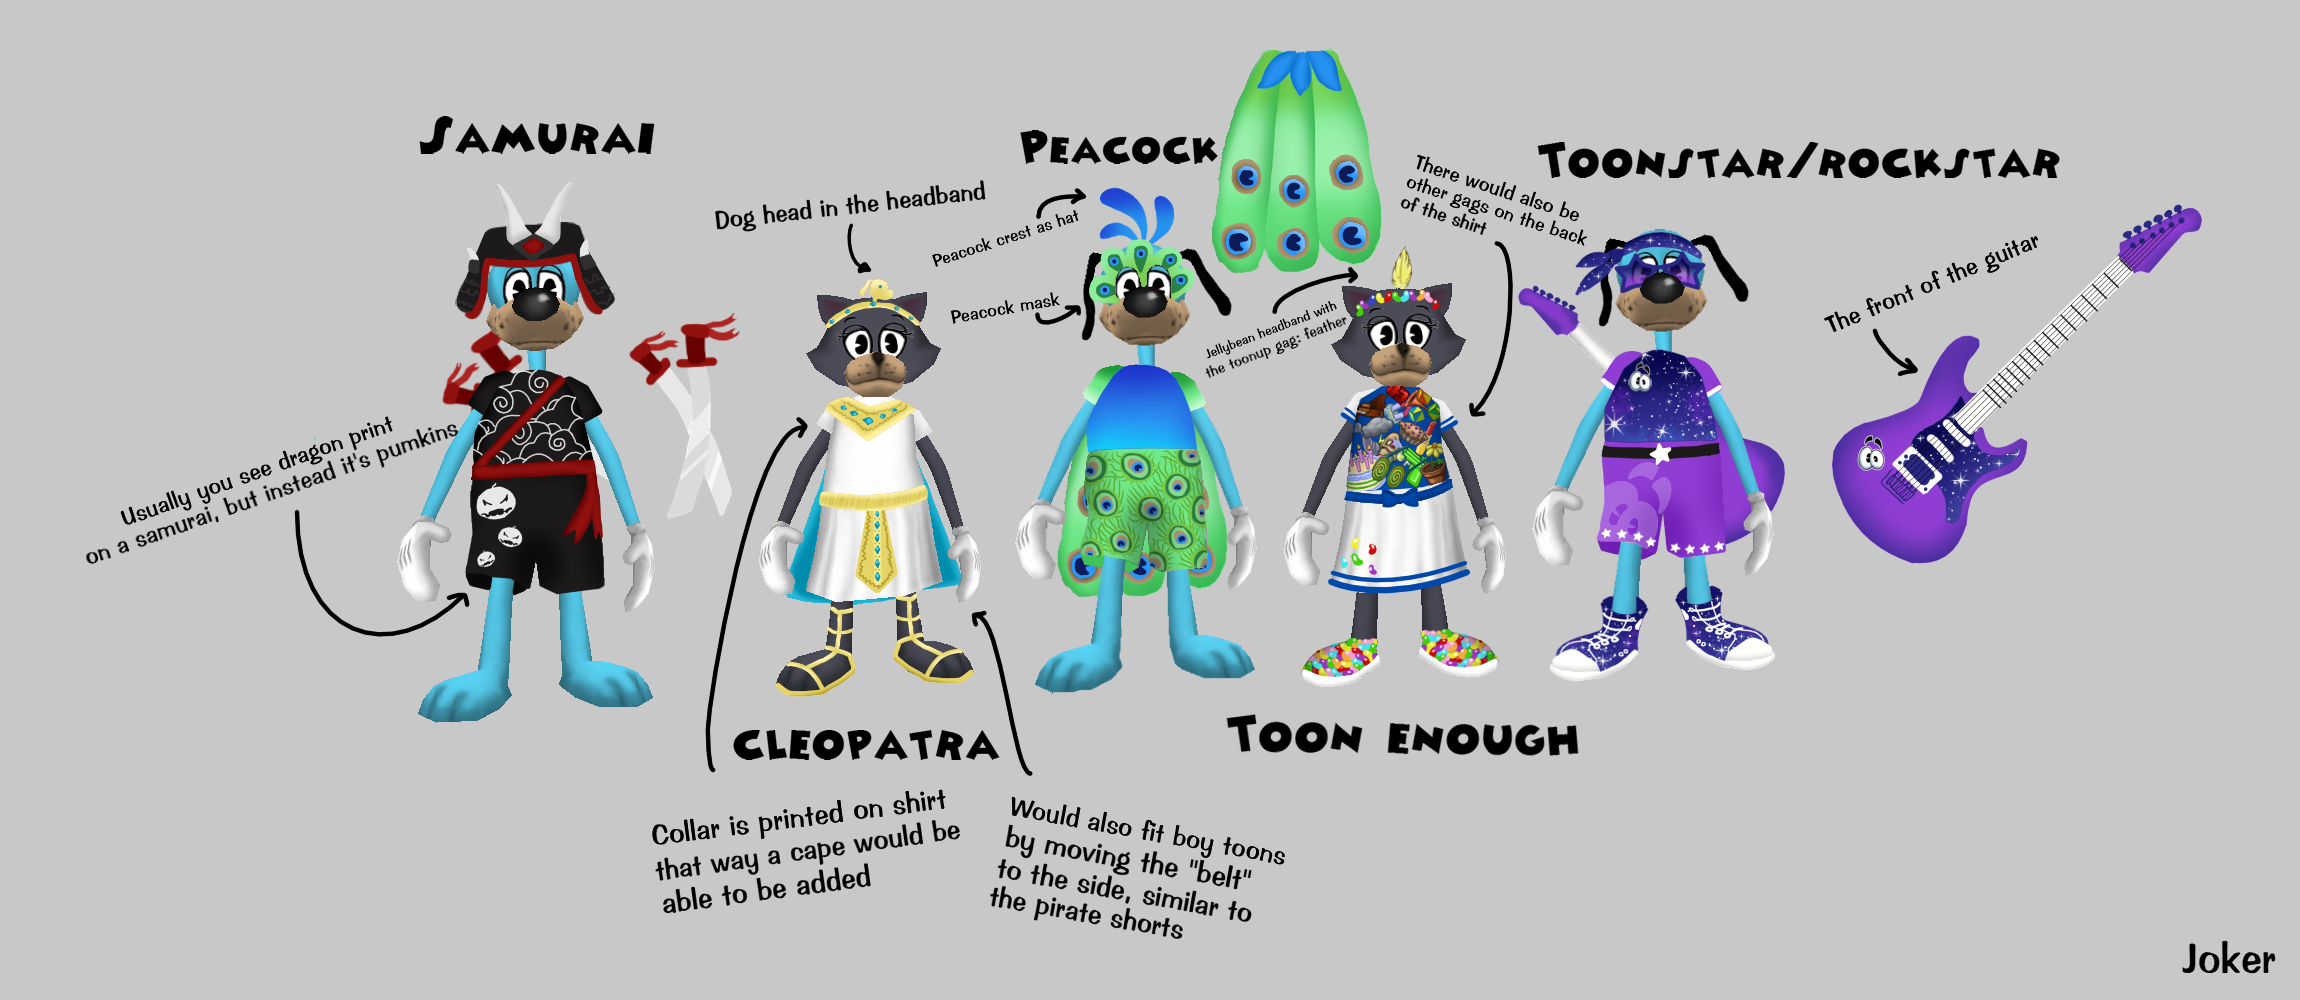 Samurai
Usually you see dragon print
on a samurai, but instead it's pumkins
Dog head in the headband
Cleopatra
Collar is printed on shirt
that way a cape would be
able to be added
Would also fit boy toons
by moving the "belt"
to the side, similar to
the pirate shorts
Peacock
Peacock crest as hat
Peacock mask
Jellybean headband with
the toonup gag: feather
There would also be
other gags on the back
of the shirt
Toon enough
Toonstar/rockstar
The front of the guitar
Joker